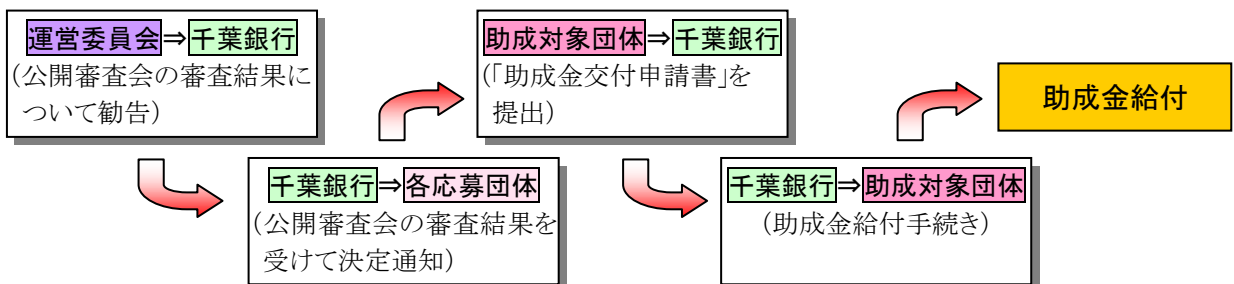 運営委員会⇒千葉銀行
(公開審査会の審査結果に
ついて勧告)
千葉銀行⇒各応募団体
(公開審査会の審査結果を
受けて決定通知)
助成対象団体⇒千葉銀行
(「助成金交付申請書」を
提出)
千葉銀行⇒助成対象団体
(助成金給付手続き)
助成金給付